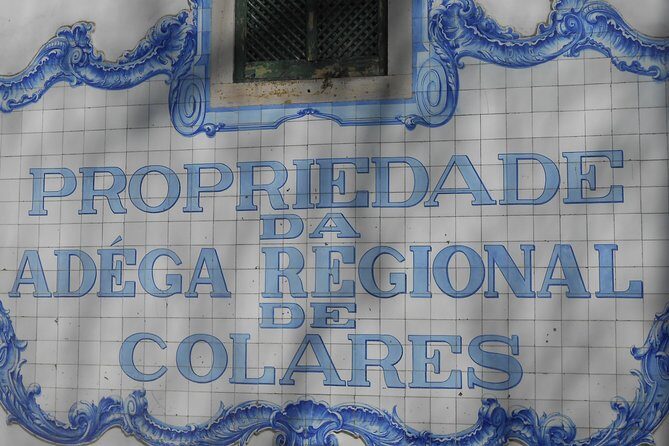 PROPRIEDADE
DA
ADÉGA REGIONAL
DE
COLARES